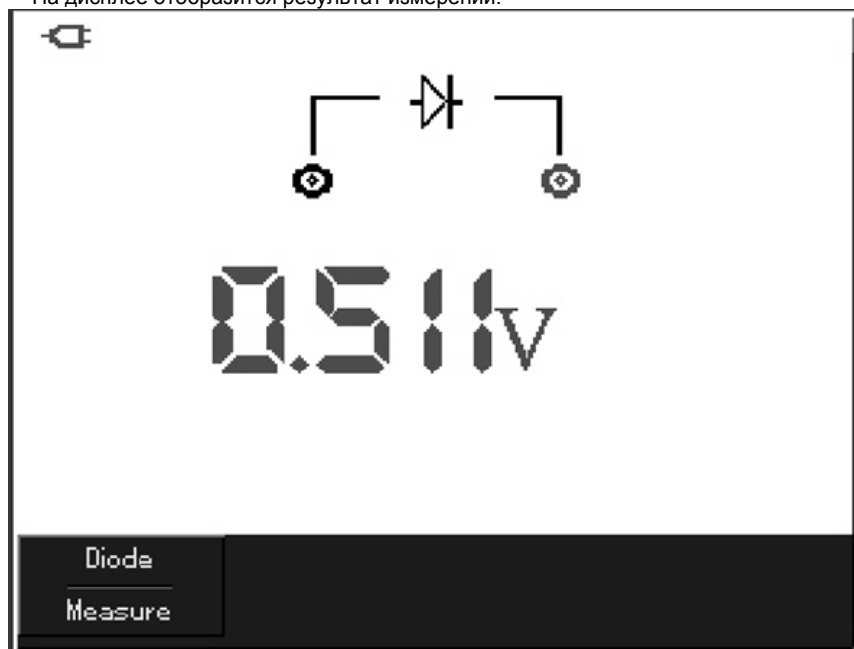 На дисплее отобразится результат измерений.
0.511V
Diode
Measure